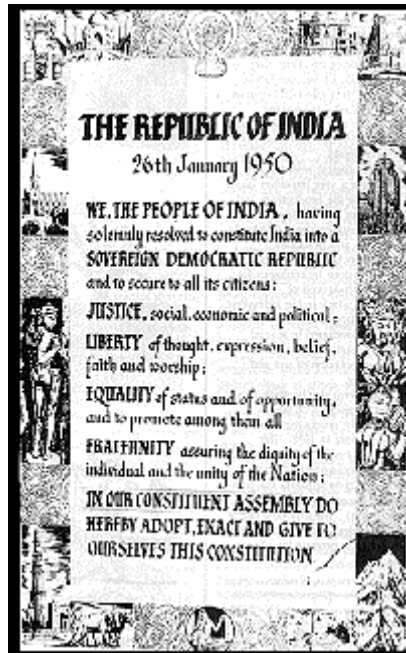 THE REPUBLIC OF INDIA
26th January 1950
WE, THE PEOPLE OF INDIA, having
solemnly resolved to constitute India into a
SOVEREIGN DEMOCRATIC REPUBLIC
and to secure to all its citizens:
JUSTICE, social, economic and political;
LIBERTY of thought, expression, belief,
faith and worship;
EQUALITY of status and of opportunity,
and to promote among them all
FRATERNITY assuring the dignity of the
individual and the unity of the Nation;
IN OUR CONSTITUENT ASSEMBLY DO
HEREBY ADOPT, ENACT AND GIVE TO
OURSELVES THIS CONSTITUTION